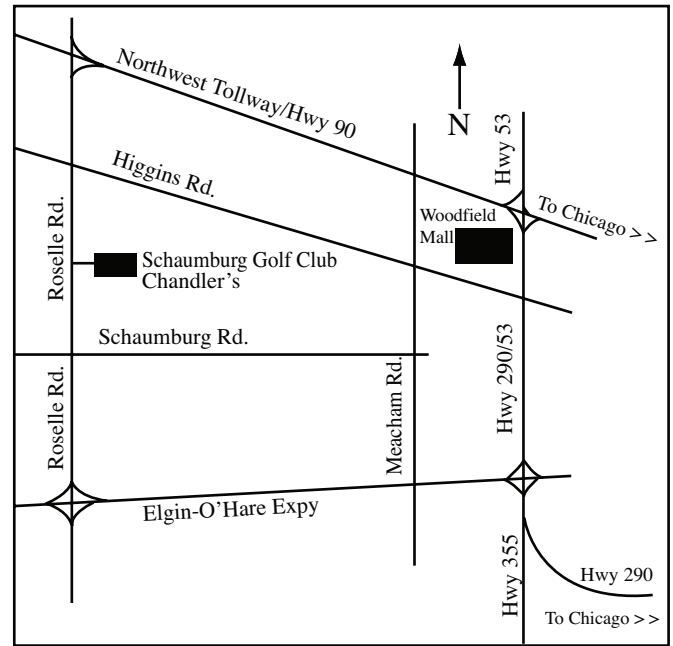 Northwest Tollway/Hwy 90
N
Hwy 53
Higgins Rd.
To Chicago >>
Woodfield
Mall
Roselle Rd.
Schaumburg Golf Club
Chandler's
Schaumburg Rd.
Hwy 290/53
Roselle Rd.
Meacham Rd.
Elgin-O'Hare Expy
Hwy 355
Hwy 290
To Chicago >>